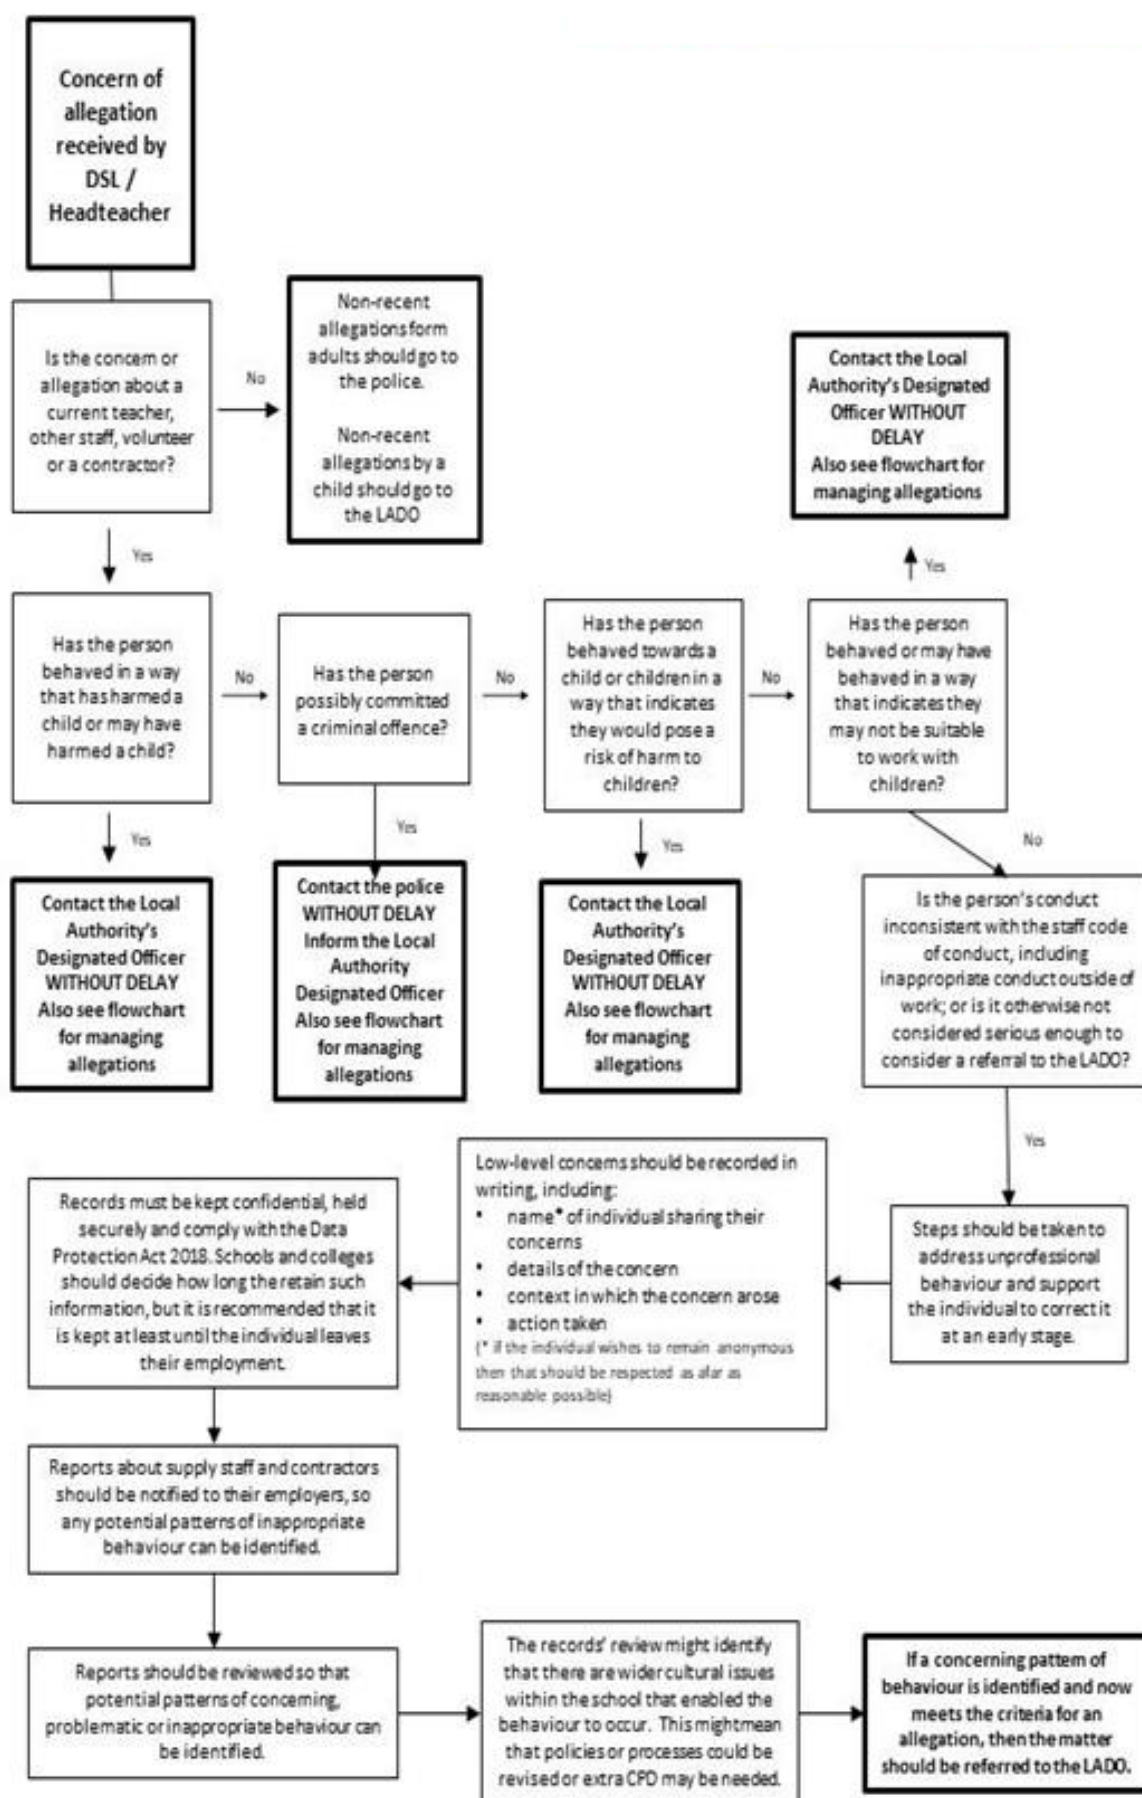 Concern of
allegation
received by
DSL /
Headteacher
Is the concern or
allegation about a
current teacher,
other staff, volunteer
or a contractor?
No
Non-recent
allegations form
adults should go to
the police.
Non-recent
allegations by a
child should go to
the LADO
Contact the Local
Authority's Designated
Officer WITHOUT
DELAY
Also see flowchart for
managing allegations
Yes
Yes
Has the person
behaved in a way
that has harmed a
child or may have
harmed a child?
No
Has the person
possibly committed
a criminal offence?
No
Has the person
behaved towards a
child or children in a
way that indicates
they would pose a
risk of harm to
children?
No
Has the person
behaved or may have
behaved in a way
that indicates they
may not be suitable
to work with
children?
Yes
Yes
Yes
No
Contact the Local
Authority's
Designated Officer
WITHOUT DELAY
Also see flowchart
for managing
allegations
Contact the police
WITHOUT DELAY
Inform the Local
Authority
Designated Officer
Also see flowchart
for managing
allegations
Contact the Local
Authority's
Designated Officer
WITHOUT DELAY
Also see flowchart
for managing
allegations
Is the person's conduct
inconsistent with the staff code
of conduct, including
inappropriate conduct outside of
work; or is it otherwise not
considered serious enough to
consider a referral to the LADO?
Yes
Steps should be taken to
address unprofessional
behaviour and support
the individual to correct it
at an early stage.
Low-level concerns should be recorded in
writing, including:
• name* of individual sharing their
concerns
• details of the concern
• context in which the concern arose
• action taken
(* if the individual wishes to remain anonymous
then that should be respected as afar as
reasonable possible)
Records must be kept confidential, held
securely and comply with the Data
Protection Act 2018. Schools and colleges
should decide how long the retain such
information, but it is recommended that it
is kept at least until the individual leaves
their employment.
Reports about supply staff and contractors
should be notified to their employers, so
any potential patterns of inappropriate
behaviour can be identified.
Reports should be reviewed so that
potential patterns of concerning,
problematic or inappropriate behaviour can
be identified.
The records' review might identify
that there are wider cultural issues
within the school that enabled the
behaviour to occur. This might mean
that policies or processes could be
revised or extra CPD may be needed.
If a concerning pattern of
behaviour is identified and now
meets the criteria for an
allegation, then the matter
should be referred to the LADO.